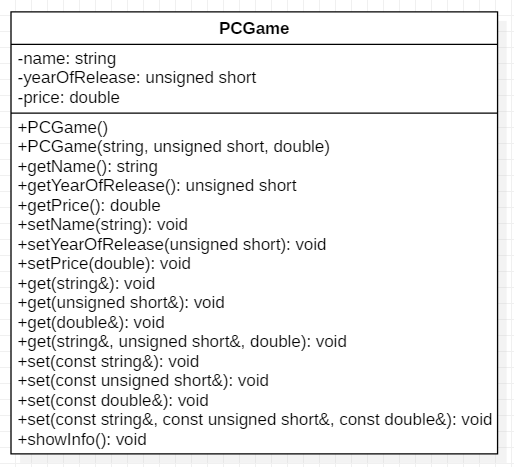 PCGame
-name: string
-yearOfRelease: unsigned short
-price: double
+PCGame()
+PCGame(string, unsigned short, double)
+getName(): string
+getYearOfRelease(): unsigned short
+getPrice(): double
+setName(string): void
+setYearOfRelease(unsigned short): void
+setPrice(double): void
+get(string&): void
+get(unsigned short&): void
+get(double&): void
+get(string&, unsigned short&, double): void
+set(const string&): void
+set(const unsigned short&): void
+set(const double&): void
+set(const string&, const unsigned short&, const double&): void
+showInfo(): void